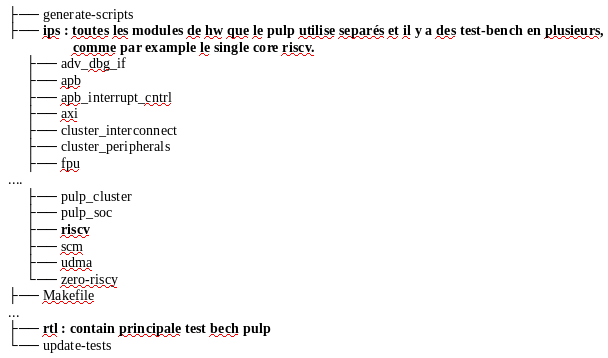 ├── generate-scripts
├── ips : toutes les modules de hw que le pulp utilise separés et il y a des test-bench en plusieurs,
comme par example le single core riscv.
├── adv_dbg_if
├── apb
├── apb_interrupt_cntrl
├── axi
├── cluster_interconnect
├── cluster_peripherals
├── fpu
....
├── pulp_cluster
├── pulp_soc
├── riscv
├── scm
├── udma
└── zero-riscy
├── Makefile
...
├── rtl : contain principale test bech pulp
└── update-tests